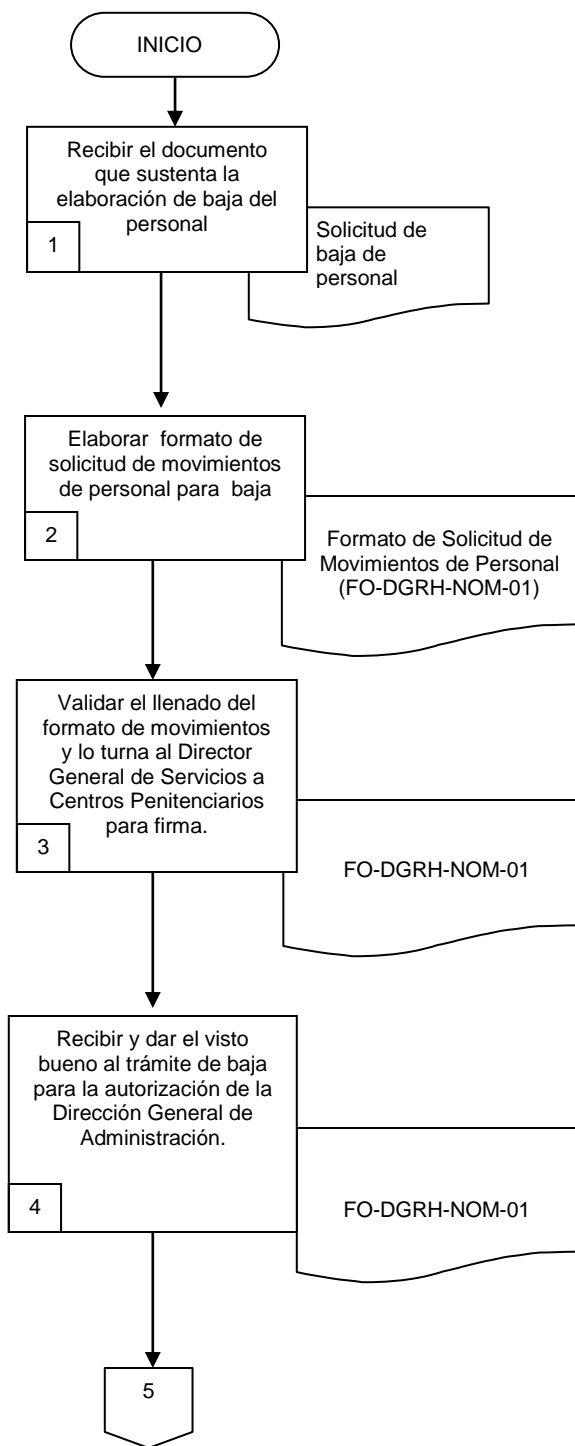 INICIO
Recibir el documento
que sustenta la
elaboración de baja del
personal
1
Solicitud de
baja de
personal
Elaborar formato de
solicitud de movimientos
de personal para baja
2
Formato de Solicitud de
Movimientos de Personal
(FO-DGRH-NOM-01)
Validar el llenado del
formato de movimientos
y lo turna al Director
General de Servicios a
Centros Penitenciarios
para firma.
3
FO-DGRH-NOM-01
Recibir y dar el visto
bueno al trámite de baja
para la autorización de la
Dirección General de
Administración.
4
FO-DGRH-NOM-01
5